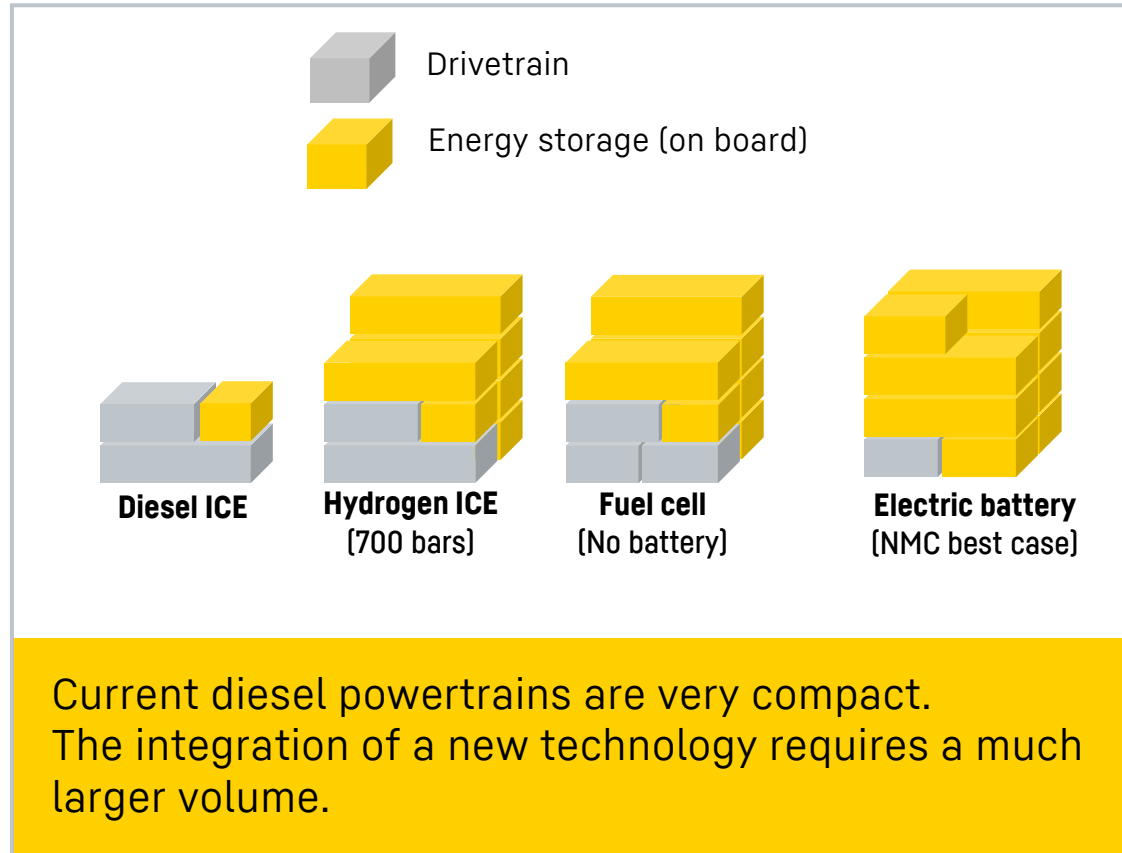 Drivetrain
Energy storage (on board)
Diesel ICE
Hydrogen ICE
(700 bars)
Fuel cell
(No battery)
Electric battery
(NMC best case)
Current diesel powertrains are very compact.
The integration of a new technology requires a much
larger volume.